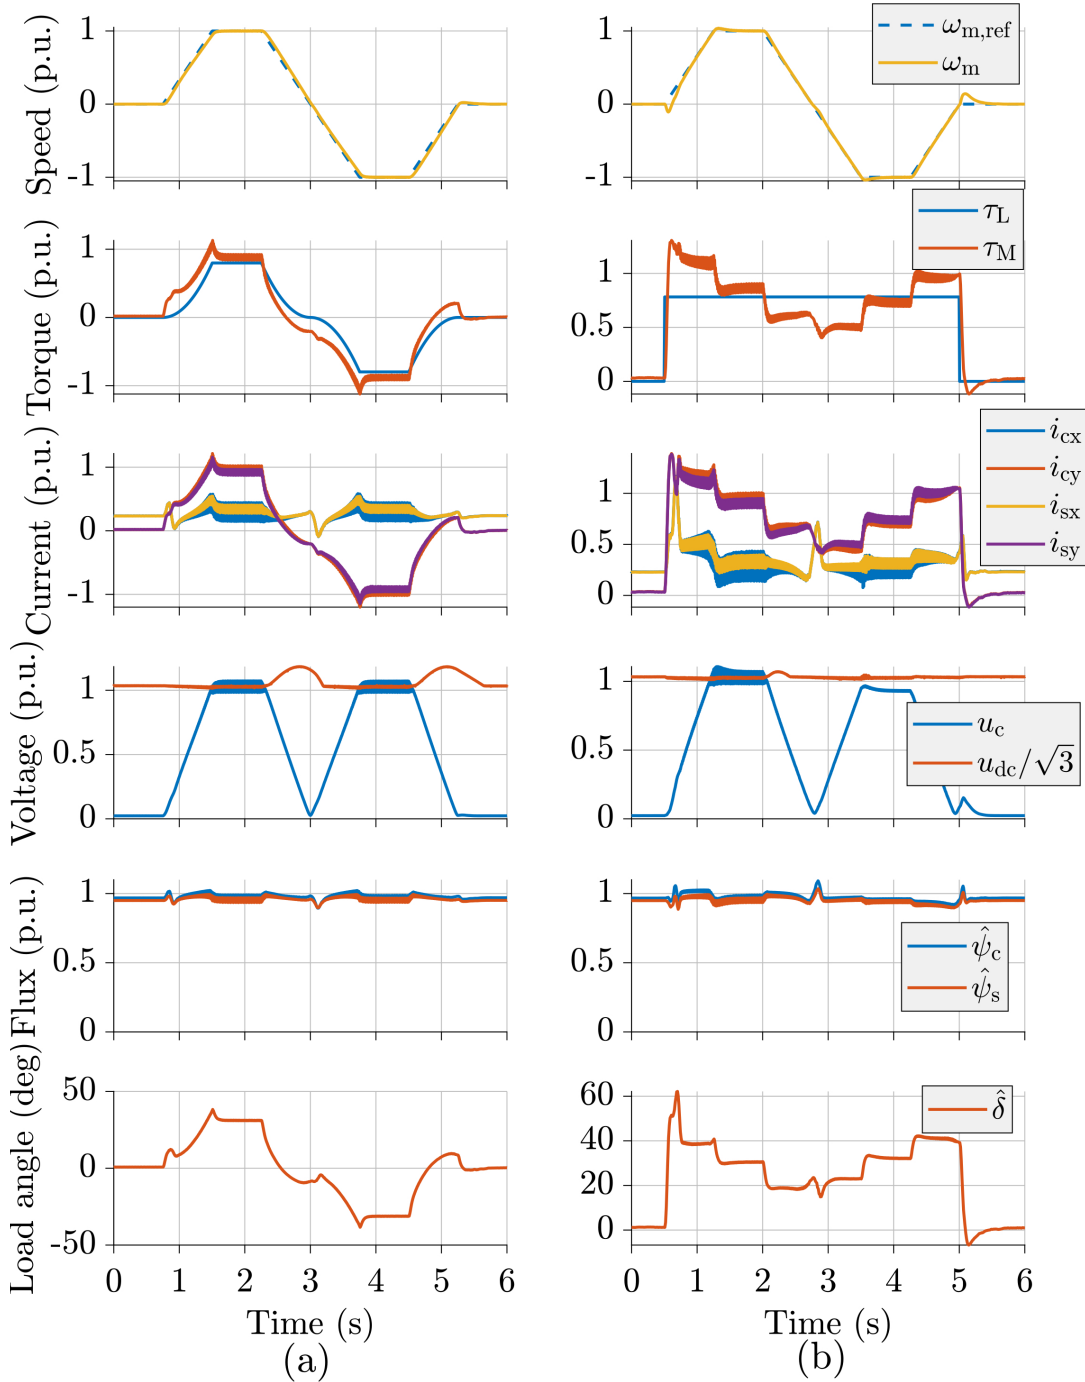 Speed (p.u.)
1
0
-1
1
0
-1
ωm,ref
ωm
Torque (p.u.)
1
0
-1
1
0.5
0
τL
τM
Current (p.u.)
1
0
-1
1
0.5
0
icx
icy
isx
isy
Voltage (p.u.)
1
0.5
0
1
0.5
0
uc
udc/√3
Flux (p.u.)
1
0.5
0
1
0.5
0
ψ̂c
ψ̂s
Load angle (deg)
50
0
-50
60
40
20
0
δ̂
0 1 2 3 4 5 6
0 1 2 3 4 5 6
Time (s)
Time (s)
(a)
(b)